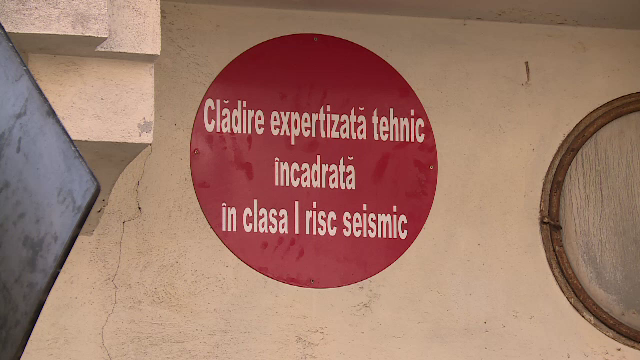 Clădire expertizată tehnic
încadrată
în clasa I risc seismic